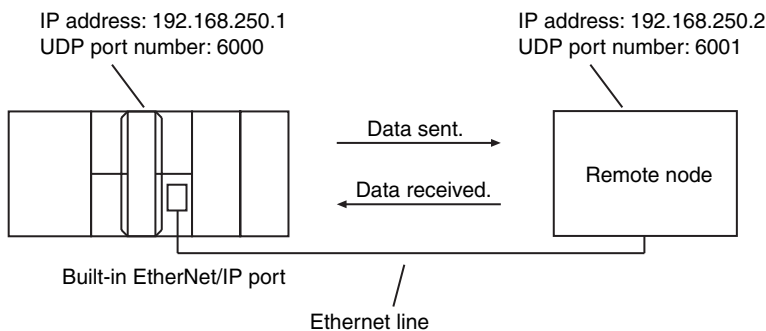 IP address: 192.168.250.1
UDP port number: 6000
IP address: 192.168.250.2
UDP port number: 6001
Data sent.
Data received.
Remote node
Built-in EtherNet/IP port
Ethernet line